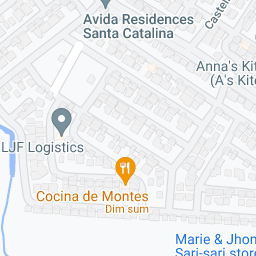 Avida Residences
Santa Catalina
Anna's Kit
(A's Kit
LJF Logistics
Cocina de Montes
Dim sum
Marie & Jhon
Sari-sari store